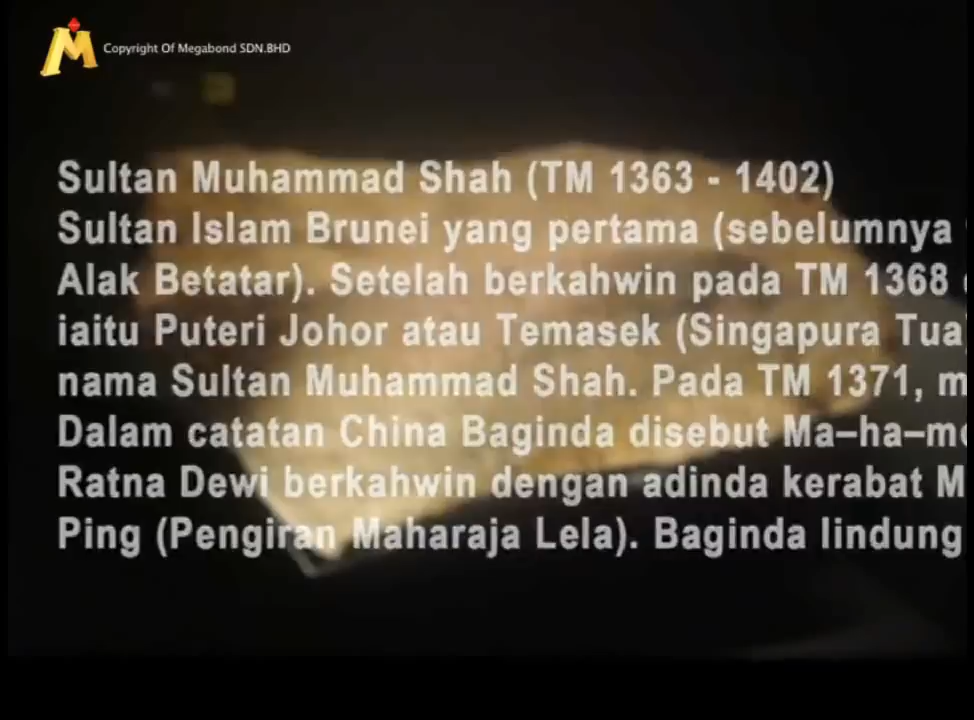 Copyright Of Megabond SDN.BHD
Sultan Muhammad Shah (TM 1363 - 1402)
Sultan Islam Brunei yang pertama (sebelumnya
Alak Betatar). Setelah berkahwin pada TM 1368
iaitu Puteri Johor atau Temasek (Singapura Tua
nama Sultan Muhammad Shah. Pada TM 1371, m
Dalam catatan China Baginda disebut Ma–ha–mo
Ratna Dewi berkahwin dengan adinda kerabat M
Ping (Pengiran Maharaja Lela). Baginda lindung